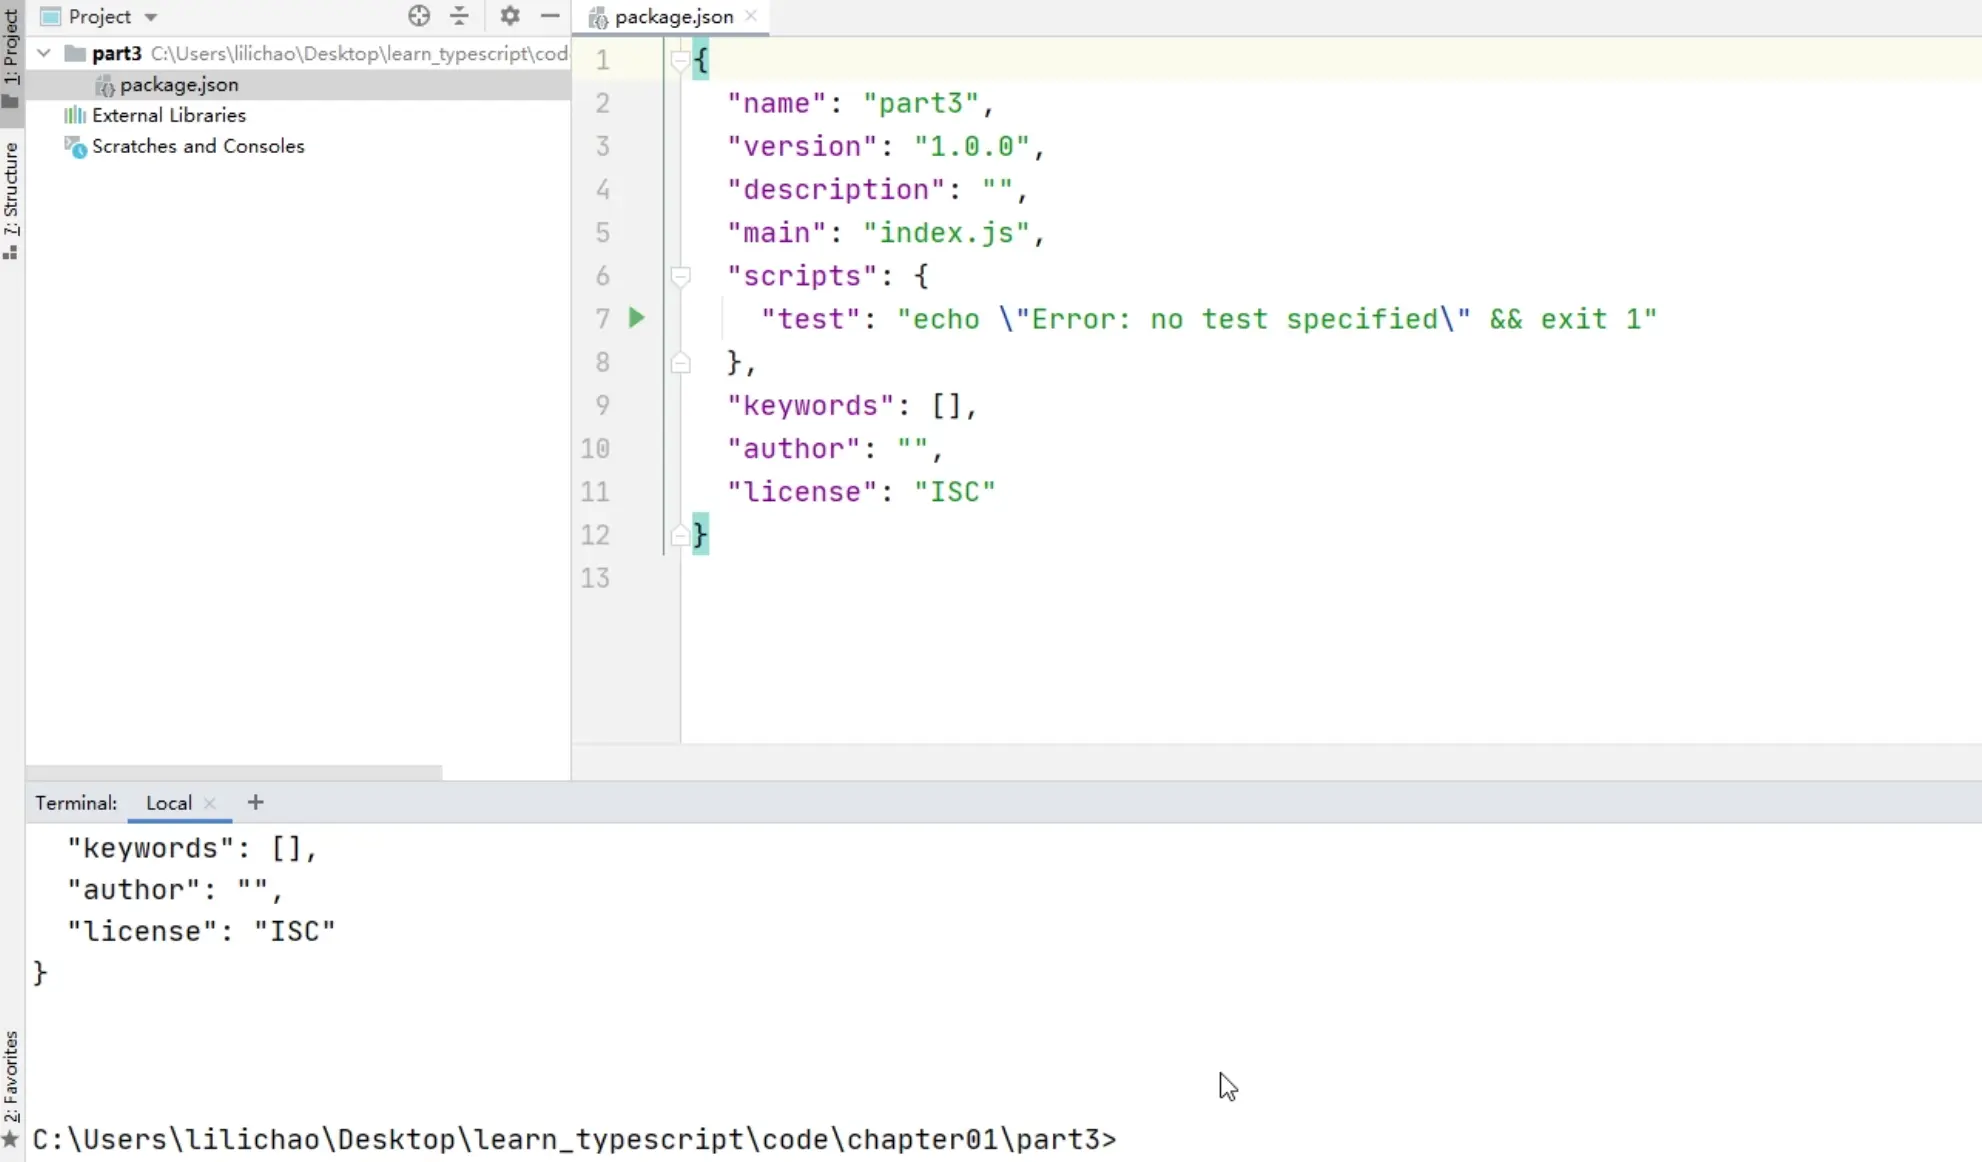 1: Project
7: Structure
2: Favorites
Project
part3 C:\Users\lilichao\Desktop\learn_typescript\cod
package.json
External Libraries
Scratches and Consoles
package.json
1 {
2 "name": "part3",
3 "version": "1.0.0",
4 "description": "",
5 "main": "index.js",
6 "scripts": {
7 "test": "echo \"Error: no test specified\" && exit 1"
8 },
9 "keywords": [],
10 "author": "",
11 "license": "ISC"
12 }
13
Terminal: Local +
"keywords": [],
"author": "",
"license": "ISC"
}
C:\Users\lilichao\Desktop\learn_typescript\code\chapter01\part3>